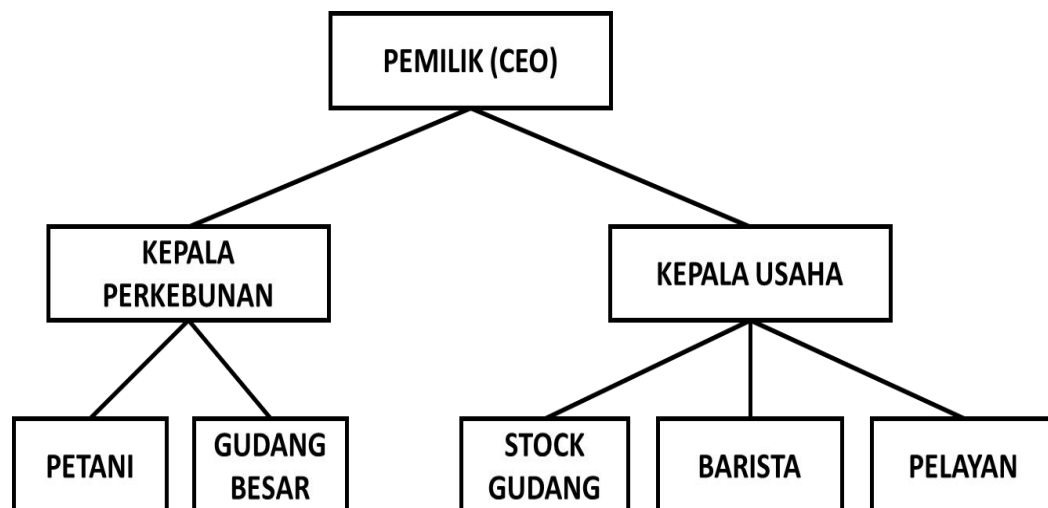 PEMILIK (CEO)
KEPALA
PERKEBUNAN
KEPALA USAHA
PETANI
GUDANG
BESAR
STOCK
GUDANG
BARISTA
PELAYAN